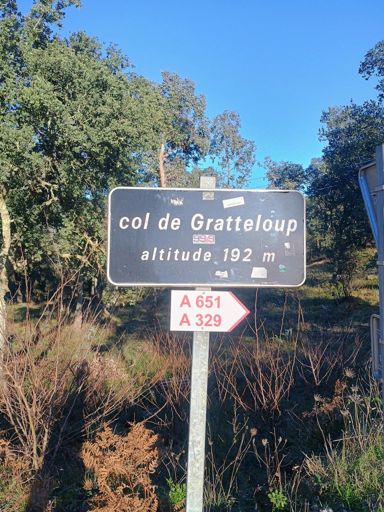 col de Gratteloup
altitude 192 m
A 651
A 329